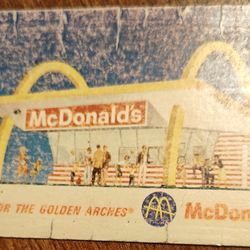 McDonald's
OR THE GOLDEN ARCHES®
McDon